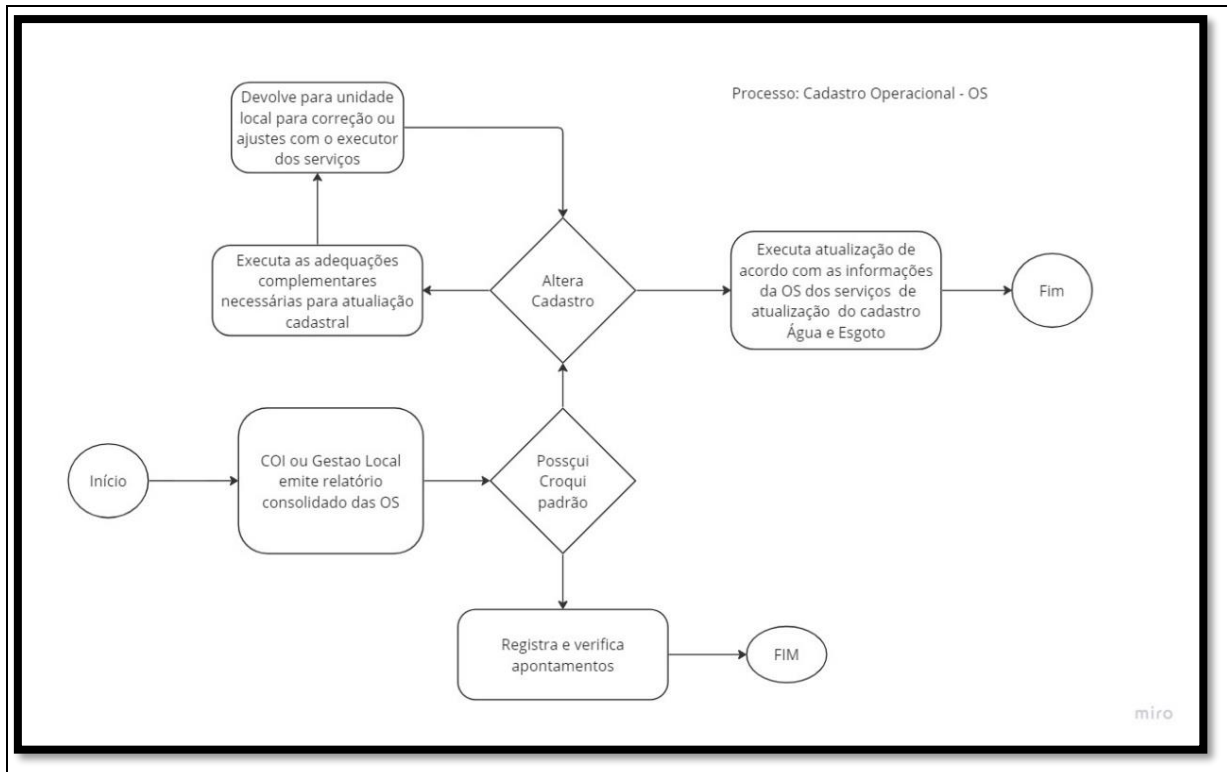 Processo: Cadastro Operacional - OS
Devolve para unidade
local para correção ou
ajustes com o executor
dos serviços
Executa as adequações
complementares
necessárias para atualiação
cadastral
Altera
Cadastro
Executa atualização de
acordo com as informações
da OS dos serviços de
atualização do cadastro
Água e Esgoto
Fim
Início
COI ou Gestao Local
emite relatório
consolidado das OS
Possçui
Croqui
padrão
Registra e verifica
apontamentos
FIM
miro